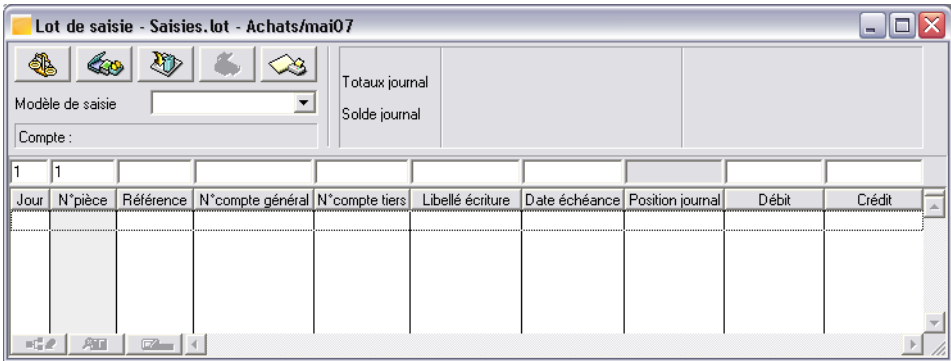 Lot de saisie - Saisies.lot - Achats/mai07
Totaux journal
Modèle de saisie
Solde journal
Compte :
1 1
Jour N°pièce Référence N°compte général N°compte tiers Libellé écriture Date échéance Position journal Débit Crédit